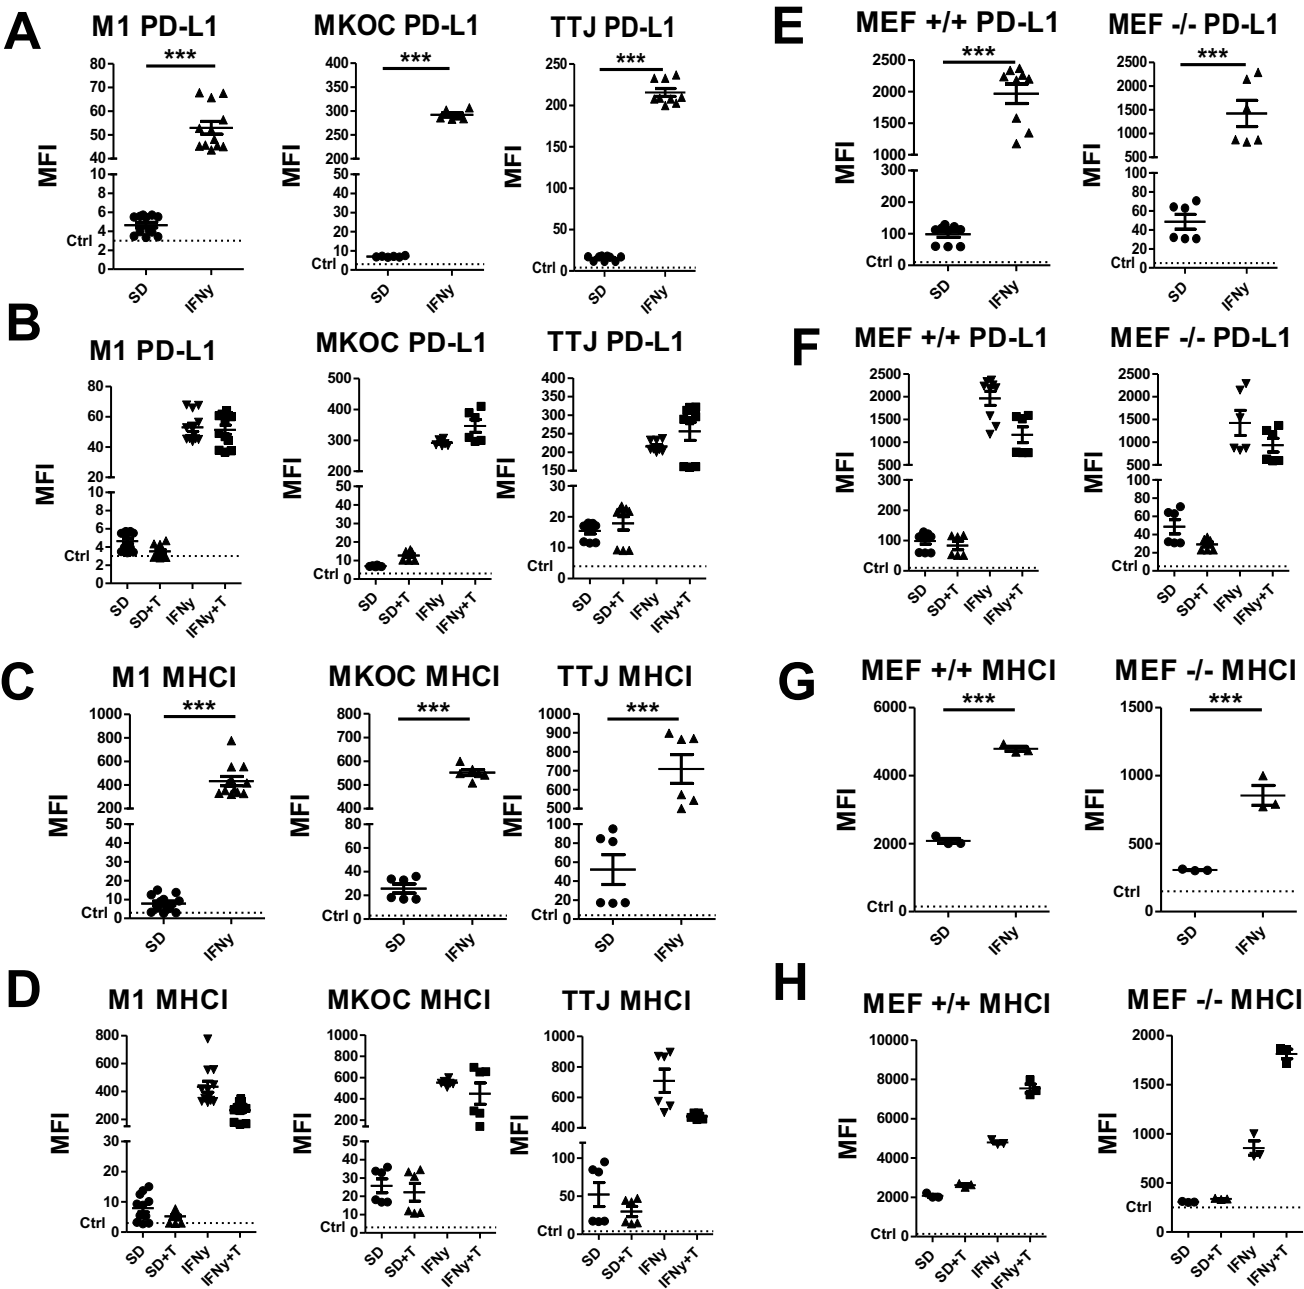 A
M1 PD-L1
***
MFI
80
70
60
50
40
10
8
6
4
2
0
Ctrl
SD
IFNy
MKOC PD-L1
***
MFI
400
350
300
250
200
50
40
30
20
10
0
Ctrl
SD
IFNy
TTJ PD-L1
***
MFI
250
200
150
100
50
0
Ctrl
SD
IFNy
E
MEF +/+ PD-L1
***
MFI
2500
2000
1500
1000
300
200
100
0
Ctrl
SD
IFNy
MEF -/- PD-L1
***
MFI
2500
2000
1500
1000
500
100
80
60
40
20
0
Ctrl
SD
IFNy
B
M1 PD-L1
MFI
80
60
40
20
10
8
6
4
2
0
Ctrl
SD
SD+T
IFNy
IFNy+T
MKOC PD-L1
MFI
500
400
300
200
50
40
30
20
10
0
Ctrl
SD
SD+T
IFNy
IFNy+T
TTJ PD-L1
MFI
400
350
300
250
200
150
30
20
10
0
Ctrl
SD
SD+T
IFNy
IFNy+T
F
MEF +/+ PD-L1
MFI
2500
2000
1500
1000
500
300
200
100
0
Ctrl
SD
SD+T
IFNy
IFNy+T
MEF -/- PD-L1
MFI
2500
2000
1500
1000
500
100
80
60
40
20
0
Ctrl
SD
SD+T
IFNy
IFNy+T
C
M1 MHCI
***
MFI
1000
800
600
400
200
50
40
30
20
10
0
Ctrl
SD
IFNy
MKOC MHCI
***
MFI
800
700
600
500
400
80
60
40
20
0
Ctrl
SD
IFNy
TTJ MHCI
***
MFI
1000
900
800
700
600
500
100
80
60
40
20
0
Ctrl
SD
IFNy
G
MEF +/+ MHCI
***
MFI
6000
4000
2000
0
Ctrl
SD
IFNy
MEF -/- MHCI
***
MFI
1500
1000
500
0
Ctrl
SD
IFNy
D
M1 MHCI
MFI
800
600
400
200
30
20
10
0
Ctrl
SD
SD+T
IFNy
IFNy+T
MKOC MHCI
MFI
1000
800
600
400
200
50
40
30
20
10
0
Ctrl
SD
SD+T
IFNy
IFNy+T
TTJ MHCI
MFI
1000
800
600
400
100
50
0
Ctrl
SD
SD+T
IFNy
IFNy+T
H
MEF +/+ MHCI
MFI
10000
8000
6000
4000
2000
0
Ctrl
SD
SD+T
IFNy
IFNy+T
MEF -/- MHCI
MFI
2000
1500
1000
500
0
Ctrl
SD
SD+T
IFNy
IFNy+T